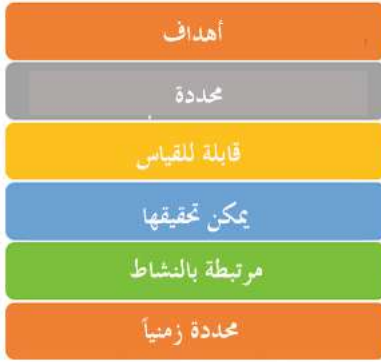 أهداف
محددة
قابلة للقياس
يمكن تحقيقها
مرتبطة بالنشاط
محددة زمنياً